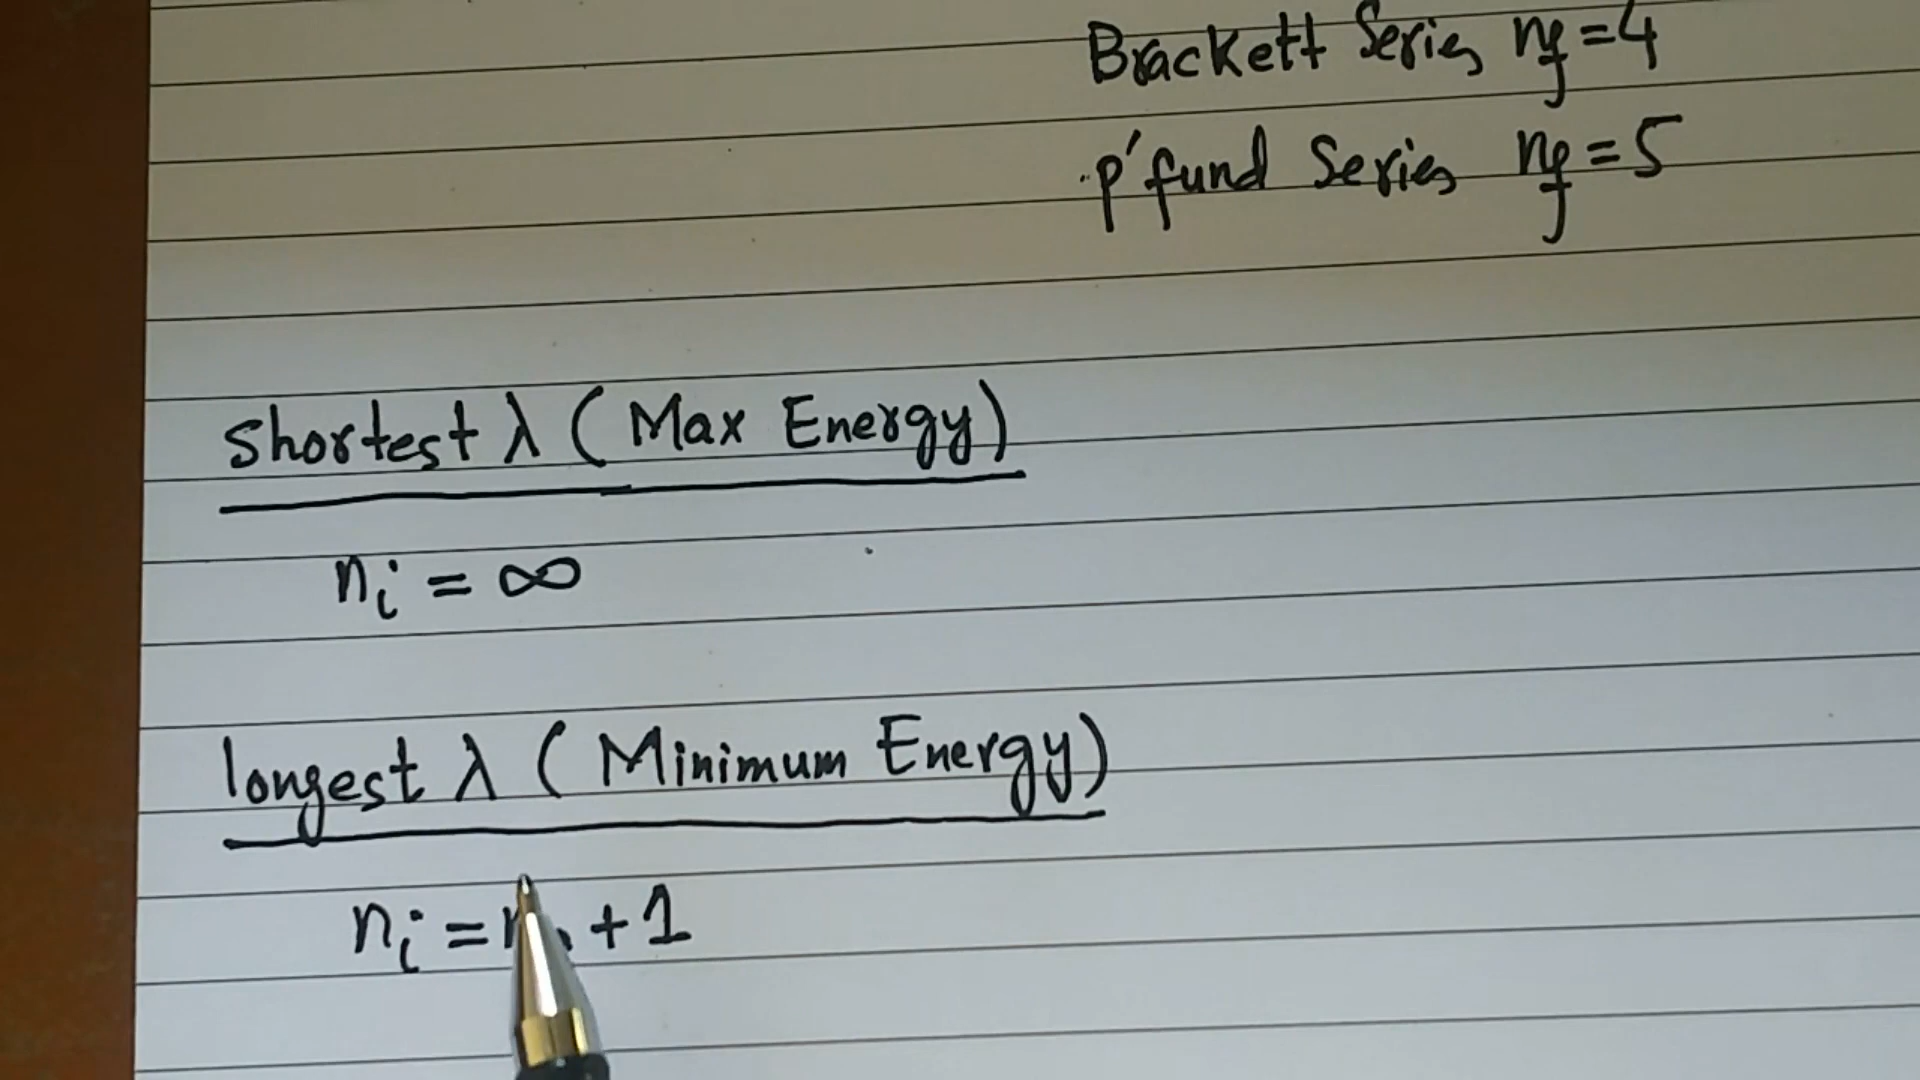 Brackett Series nf=4
p'fund Series nf=5
Shortest λ (Max Energy)
ni = ∞
longest λ (Minimum Energy)
ni = n +1